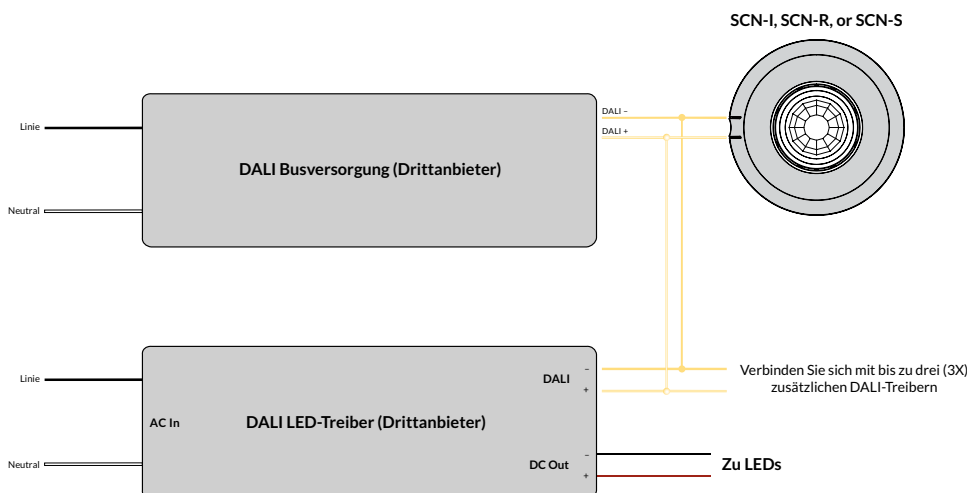 SCN-I, SCN-R, or SCN-S
DALI –
Linie
DALI +
DALI Busversorgung (Drittanbieter)
Neutral
Linie
DALI
–
+
Verbinden Sie sich mit bis zu drei (3X)
zusätzlichen DALI-Treibern
AC In
DALI LED-Treiber (Drittanbieter)
Neutral
DC Out
–
+
Zu LEDs